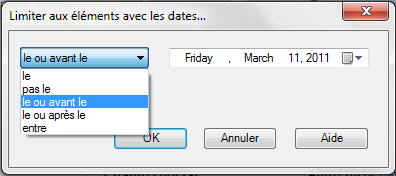 Limiter aux éléments avec les dates...
le ou avant le
Friday , March 11, 2011
le
pas le
le ou avant le
le ou après le
entre
OK
Annuler
Aide